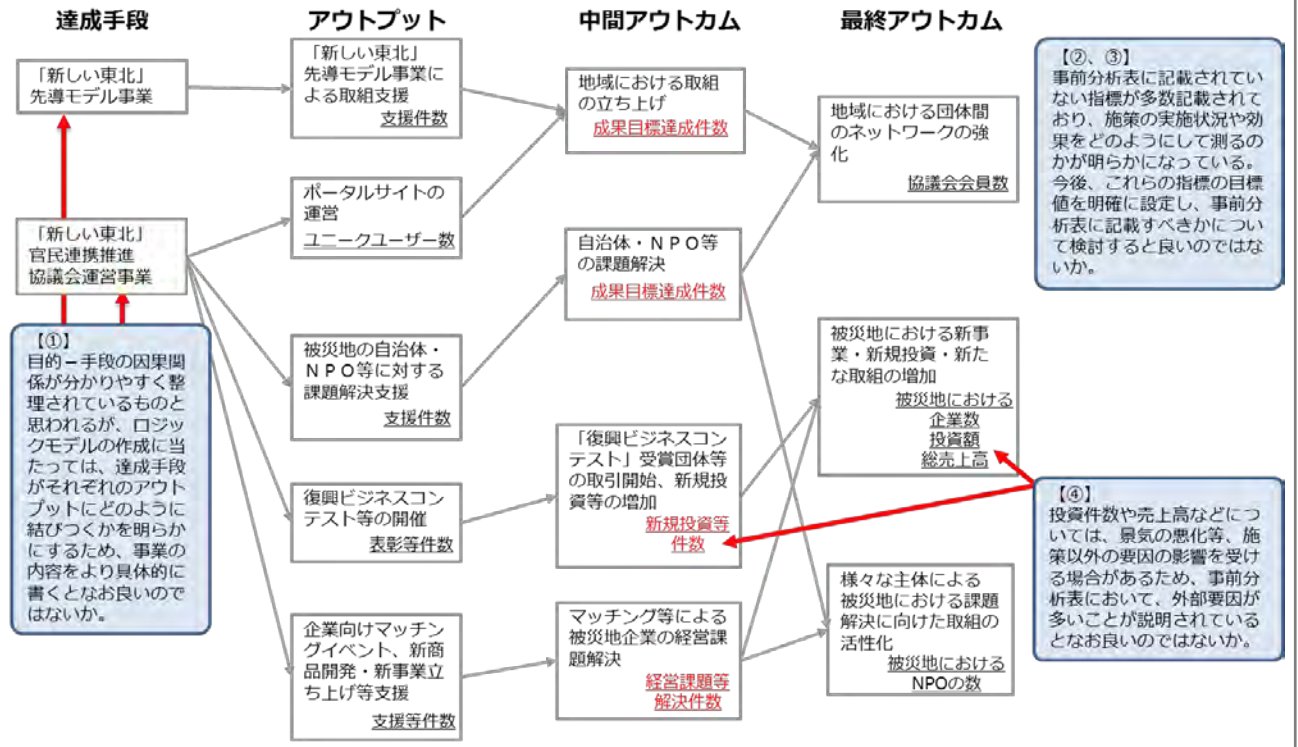 達成手段
アウトプット
中間アウトカム
最終アウトカム
「新しい東北」
先導モデル事業
「新しい東北」
官民連携推進
協議会運営事業
【①】
目的－手段の因果関
係が分かりやすく整
理されているものと
思われるが、ロジッ
クモデルの作成に当
たっては、達成手段
がそれぞれのアウト
プットにどのように
結びつくかを明らか
にするため、事業の
内容をより具体的に
書くとなお良いので
はないか。
「新しい東北」
先導モデル事業に
よる取組支援
支援件数
ポータルサイトの
運営
ユニークユーザー数
被災地の自治体・
ＮＰＯ等に対する
課題解決支援
支援件数
復興ビジネスコン
テスト等の開催
表彰等件数
企業向けマッチン
グイベント、新商
品開発・新事業立
ち上げ等支援
支援等件数
地域における取組
の立ち上げ
成果目標達成件数
自治体・ＮＰＯ等
の課題解決
成果目標達成件数
「復興ビジネスコン
テスト」受賞団体等
の取引開始、新規投
資等の増加
新規投資等
件数
マッチング等による
被災地企業の経営課
題解決
経営課題等
解決件数
地域における団体間
のネットワークの強
化
協議会会員数
被災地における新事
業・新規投資・新た
な取組の増加
被災地における
企業数
投資額
総売上高
様々な主体による
被災地における課題
解決に向けた取組の
活性化
被災地における
NPOの数
【②、③】
事前分析表に記載されてい
ない指標が多数記載されて
おり、施策の実施状況や効
果をどのようにして測るの
かが明らかになっている。
今後、これらの指標の目標
値を明確に設定し、事前分
析表に記載すべきかについ
て検討すると良いのではな
いか。
【④】
投資件数や売上高などにつ
いては、景気の悪化等、施
策以外の要因の影響を受け
る場合があるため、事前分
析表において、外部要因が
多いことが説明されている
となお良いのではないか。